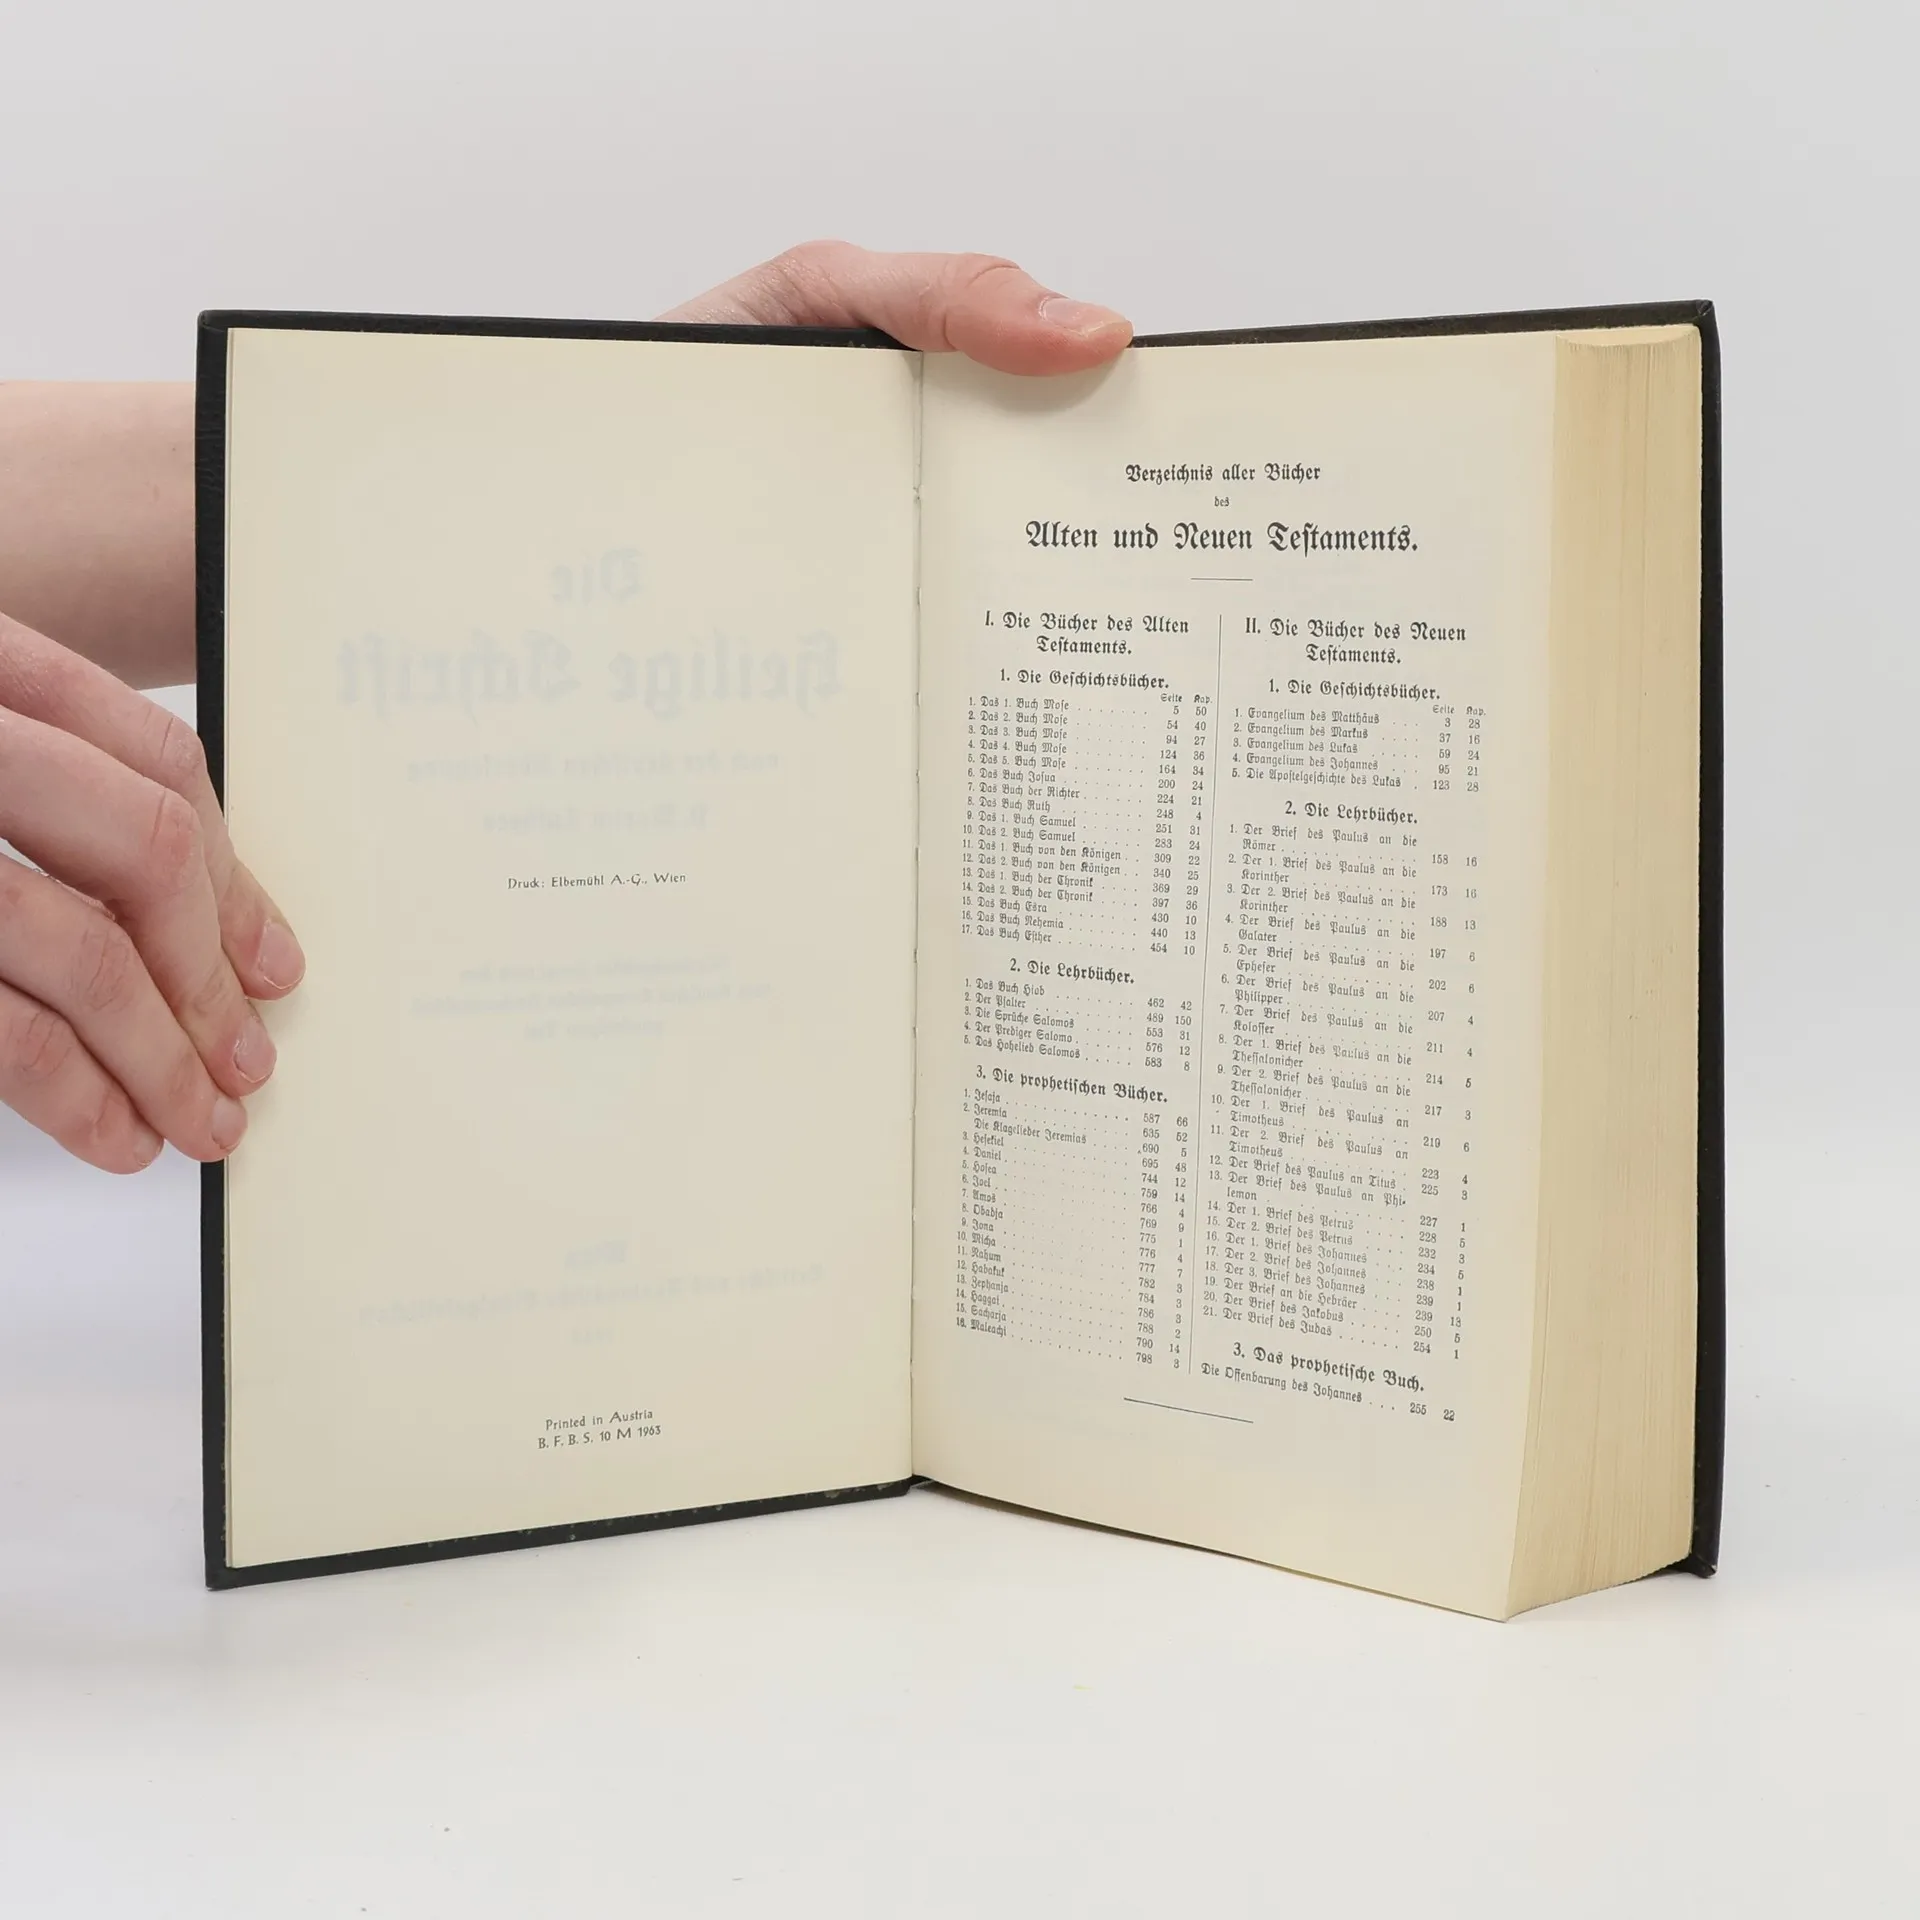 Druck: Elbemühl A.-G., Wien
Printed in Austria
B. F. B. S. 10 M 1963
Verzeichnis aller Bücher
des
Alten und Neuen Testaments.
I. Die Bücher des Alten
Testaments.
1. Die Geschichtsbücher.
Seite Kap.
1. Das 1. Buch Mose . . . . . . . 5 50
2. Das 2. Buch Mose . . . . . . . 54 40
3. Das 3. Buch Mose . . . . . . . 94 27
4. Das 4. Buch Mose . . . . . . . 124 36
5. Das 5. Buch Mose . . . . . . . 164 34
6. Das Buch Josua . . . . . . . . 200 24
7. Das Buch der Richter . . . . . . 224 21
8. Das Buch Ruth . . . . . . . . 248 4
9. Das 1. Buch Samuel . . . . . . 251 31
10. Das 2. Buch Samuel . . . . . . 283 24
11. Das 1. Buch von den Königen . . 309 22
12. Das 2. Buch von den Königen . . 340 25
13. Das 1. Buch der Chronik . . . . 369 29
14. Das 2. Buch der Chronik . . . . 397 36
15. Das Buch Esra . . . . . . . . 430 10
16. Das Buch Nehemia . . . . . . . 440 13
17. Das Buch Esther . . . . . . . . 454 10
2. Die Lehrbücher.
1. Das Buch Hiob . . . . . . . . 462 42
2. Der Psalter . . . . . . . . . . 489 150
3. Die Sprüche Salomos . . . . . 553 31
4. Der Prediger Salomo . . . . . . 576 12
5. Das Hohelied Salomos . . . . . 583 8
3. Die prophetischen Bücher.
1. Jesaja . . . . . . . . . . . . 587 66
2. Jeremia . . . . . . . . . . . . 635 52
Die Klagelieder Jeremias . . . . 690 5
3. Hesekiel . . . . . . . . . . . 695 48
4. Daniel . . . . . . . . . . . . 744 12
5. Hosea . . . . . . . . . . . . 759 14
6. Joel . . . . . . . . . . . . . 766 4
7. Amos . . . . . . . . . . . . 769 9
8. Obadja . . . . . . . . . . . . 775 1
9. Jona . . . . . . . . . . . . . 776 4
10. Micha . . . . . . . . . . . . 777 7
11. Nahum . . . . . . . . . . . . 782 3
12. Habakuk . . . . . . . . . . . 784 3
13. Zephanja . . . . . . . . . . . 786 3
14. Haggai . . . . . . . . . . . . 788 2
15. Sacharja . . . . . . . . . . . 790 14
16. Maleachi . . . . . . . . . . . 798 3
II. Die Bücher des Neuen
Testaments.
1. Die Geschichtsbücher.
Seite Kap.
1. Evangelium des Matthäus . . . 3 28
2. Evangelium des Markus . . . . 37 16
3. Evangelium des Lukas . . . . . 59 24
4. Evangelium des Johannes . . . 95 21
5. Die Apostelgeschichte des Lukas . 123 28
2. Die Lehrbücher.
1. Der Brief des Paulus an die
Römer . . . . . . . . . . . 158 16
2. Der 1. Brief des Paulus an die
Korinther . . . . . . . . . . 173 16
3. Der 2. Brief des Paulus an die
Korinther . . . . . . . . . . 188 13
4. Der Brief des Paulus an die
Galater . . . . . . . . . . . 197 6
5. Der Brief des Paulus an die
Epheser . . . . . . . . . . . 202 6
6. Der Brief des Paulus an die
Philipper . . . . . . . . . . 207 4
7. Der Brief des Paulus an die
Kolosser . . . . . . . . . . . 211 4
8. Der 1. Brief des Paulus an die
Thessalonicher . . . . . . . . 214 5
9. Der 2. Brief des Paulus an die
Thessalonicher . . . . . . . . 217 3
10. Der 1. Brief des Paulus an
Timotheus . . . . . . . . . . 219 6
11. Der 2. Brief des Paulus an
Timotheus . . . . . . . . . . 223 4
12. Der Brief des Paulus an Titus . 225 3
13. Der Brief des Paulus an Phi-
lemon . . . . . . . . . . . 227 1
14. Der 1. Brief des Petrus . . . . 228 5
15. Der 2. Brief des Petrus . . . . 232 3
16. Der 1. Brief des Johannes . . . 234 5
17. Der 2. Brief des Johannes . . . 238 1
18. Der 3. Brief des Johannes . . . 239 1
19. Der Brief an die Hebräer . . . . 239 13
20. Der Brief des Jakobus . . . . . 250 5
21. Der Brief des Judas . . . . . . 254 1
3. Das prophetische Buch.
Die Offenbarung des Johannes . . . 255 22